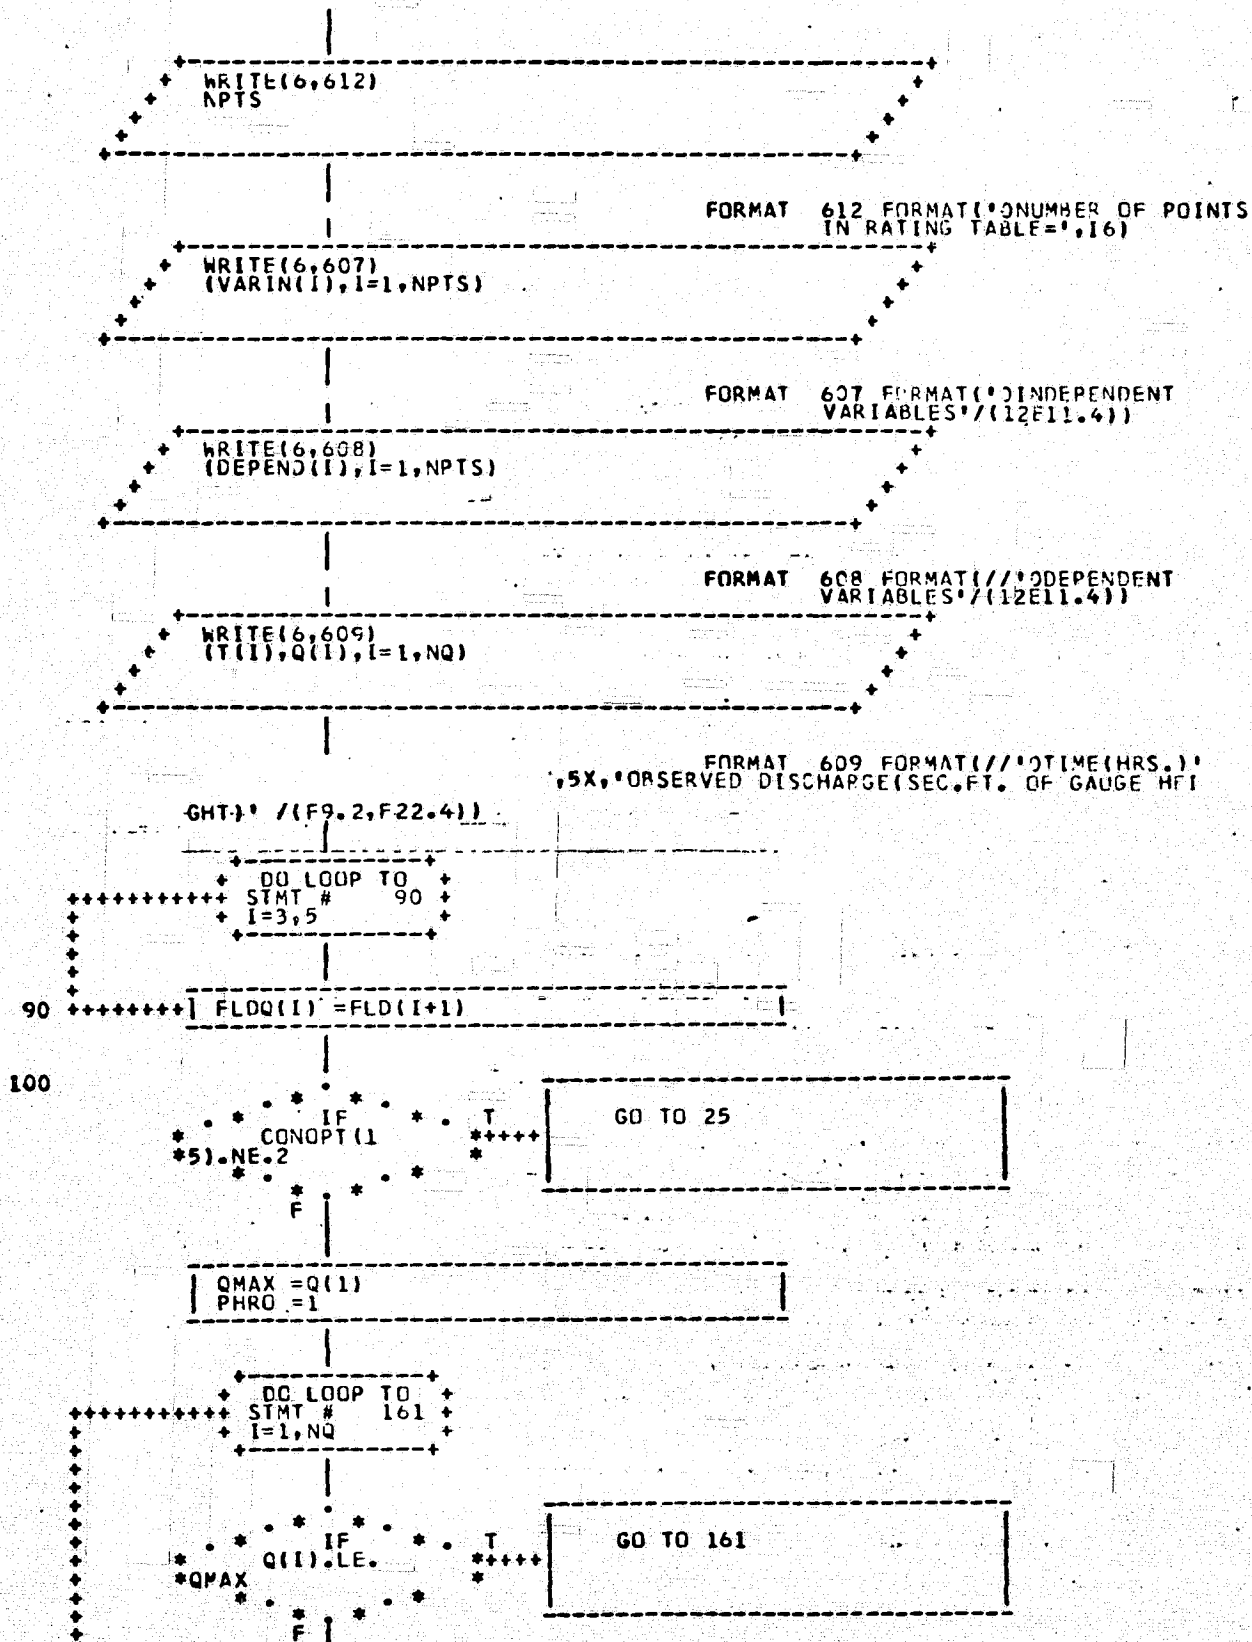 WRITE(6,612)
NPTS
FORMAT 612 FORMAT('0NUMBER OF POINTS
IN RATING TABLE=',I6)
WRITE(6,607)
(VARIN(I),I=1,NPTS)
FORMAT 607 FORMAT('0INDEPENDENT
VARIABLES'/(12E11.4))
WRITE(6,608)
(DEPEND(I),I=1,NPTS)
FORMAT 608 FORMAT(//'0DEPENDENT
VARIABLES'/(12E11.4))
WRITE(6,609)
(T(I),Q(I),I=1,NQ)
FORMAT 609 FORMAT(//'0TIME(HRS.)'
,5X,'OBSERVED DISCHARGE(SEC.FT. OF GAUGE HEI
GHT)' /(F9.2,F22.4))
DO LOOP TO
STMT # 90
I=3,5
90 FLDQ(I) =FLD(I+1)
100
IF T GO TO 25
CONOPT(1
5).NE.2
F
QMAX =Q(1)
PHRO =1
DO LOOP TO
STMT # 161
I=1,NQ
IF T GO TO 161
Q(I).LE.
QMAX
F